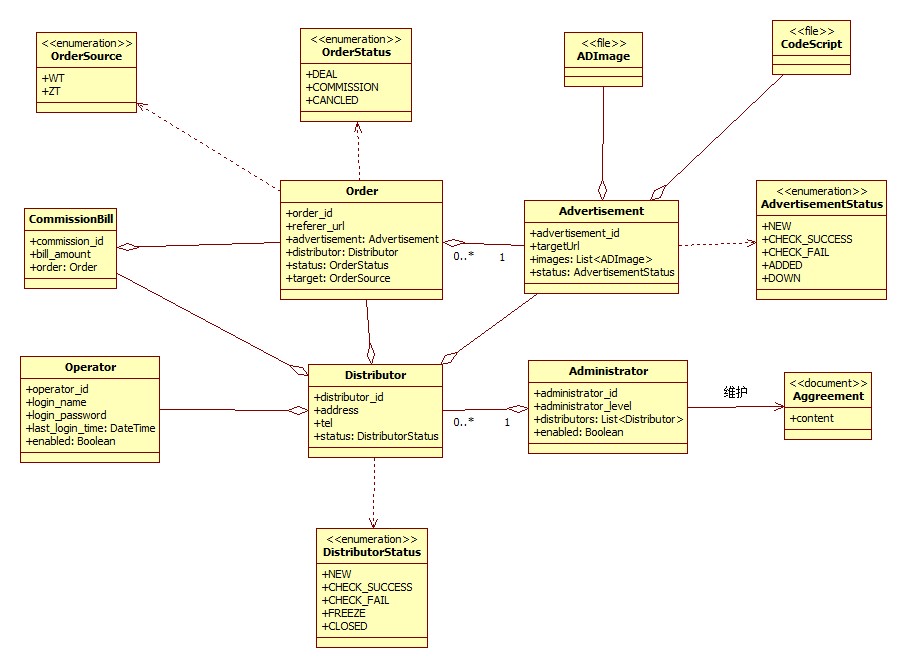 <<enumeration>>
OrderSource
+WT
+ZT
<<enumeration>>
OrderStatus
+DEAL
+COMMISSION
+CANCLED
<<file>>
ADImage
<<file>>
CodeScript
CommissionBill
+commission_id
+bill_amount
+order: Order
Order
+order_id
+referer_url
+advertisement: Advertisement
+distributor: Distributor
+status: OrderStatus
+target: OrderSource
0..*
1
Advertisement
+advertisement_id
+targetUrl
+images: List<ADImage>
+status: AdvertisementStatus
<<enumeration>>
AdvertisementStatus
+NEW
+CHECK_SUCCESS
+CHECK_FAIL
+ADDED
+DOWN
Operator
+operator_id
+login_name
+login_password
+last_login_time: DateTime
+enabled: Boolean
Distributor
+distributor_id
+address
+tel
+status: DistributorStatus
0..*
1
Administrator
+administrator_id
+administrator_level
+distributors: List<Distributor>
+enabled: Boolean
维护
<<document>>
Aggreement
+content
<<enumeration>>
DistributorStatus
+NEW
+CHECK_SUCCESS
+CHECK_FAIL
+FREEZE
+CLOSED